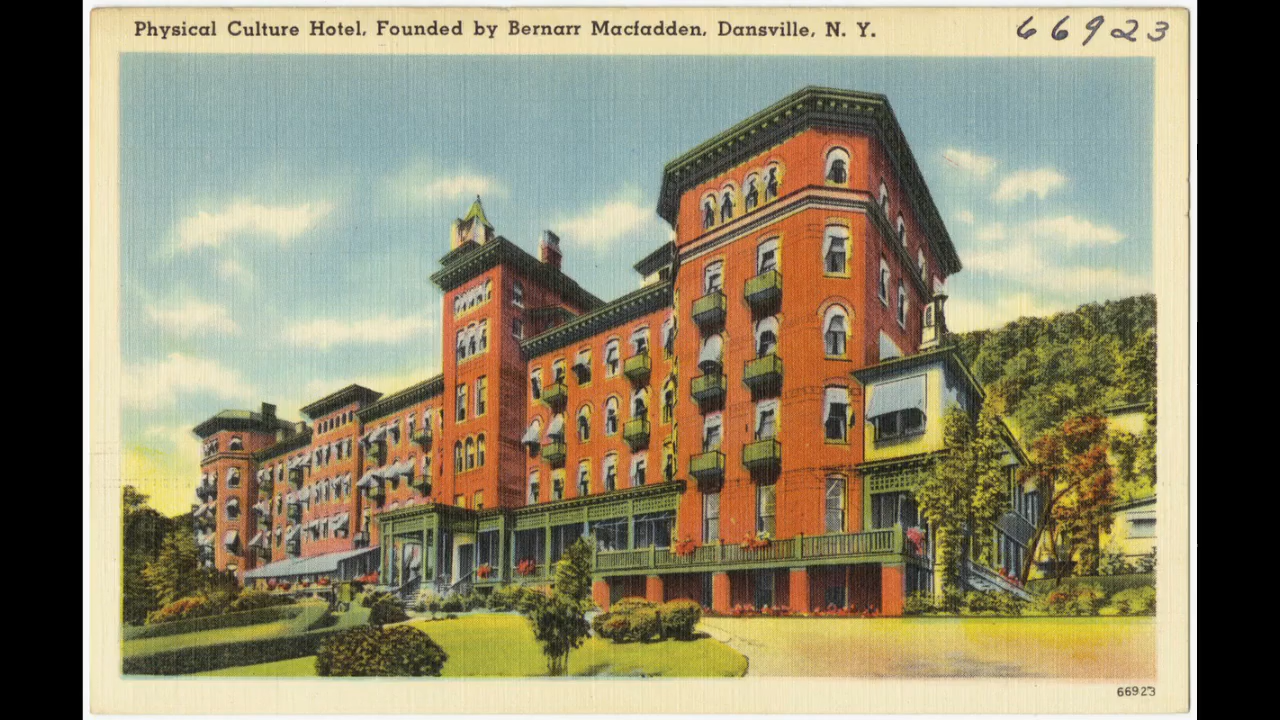 Physical Culture Hotel, Founded by Bernarr Macfadden, Dansville, N. Y.
66923
66923